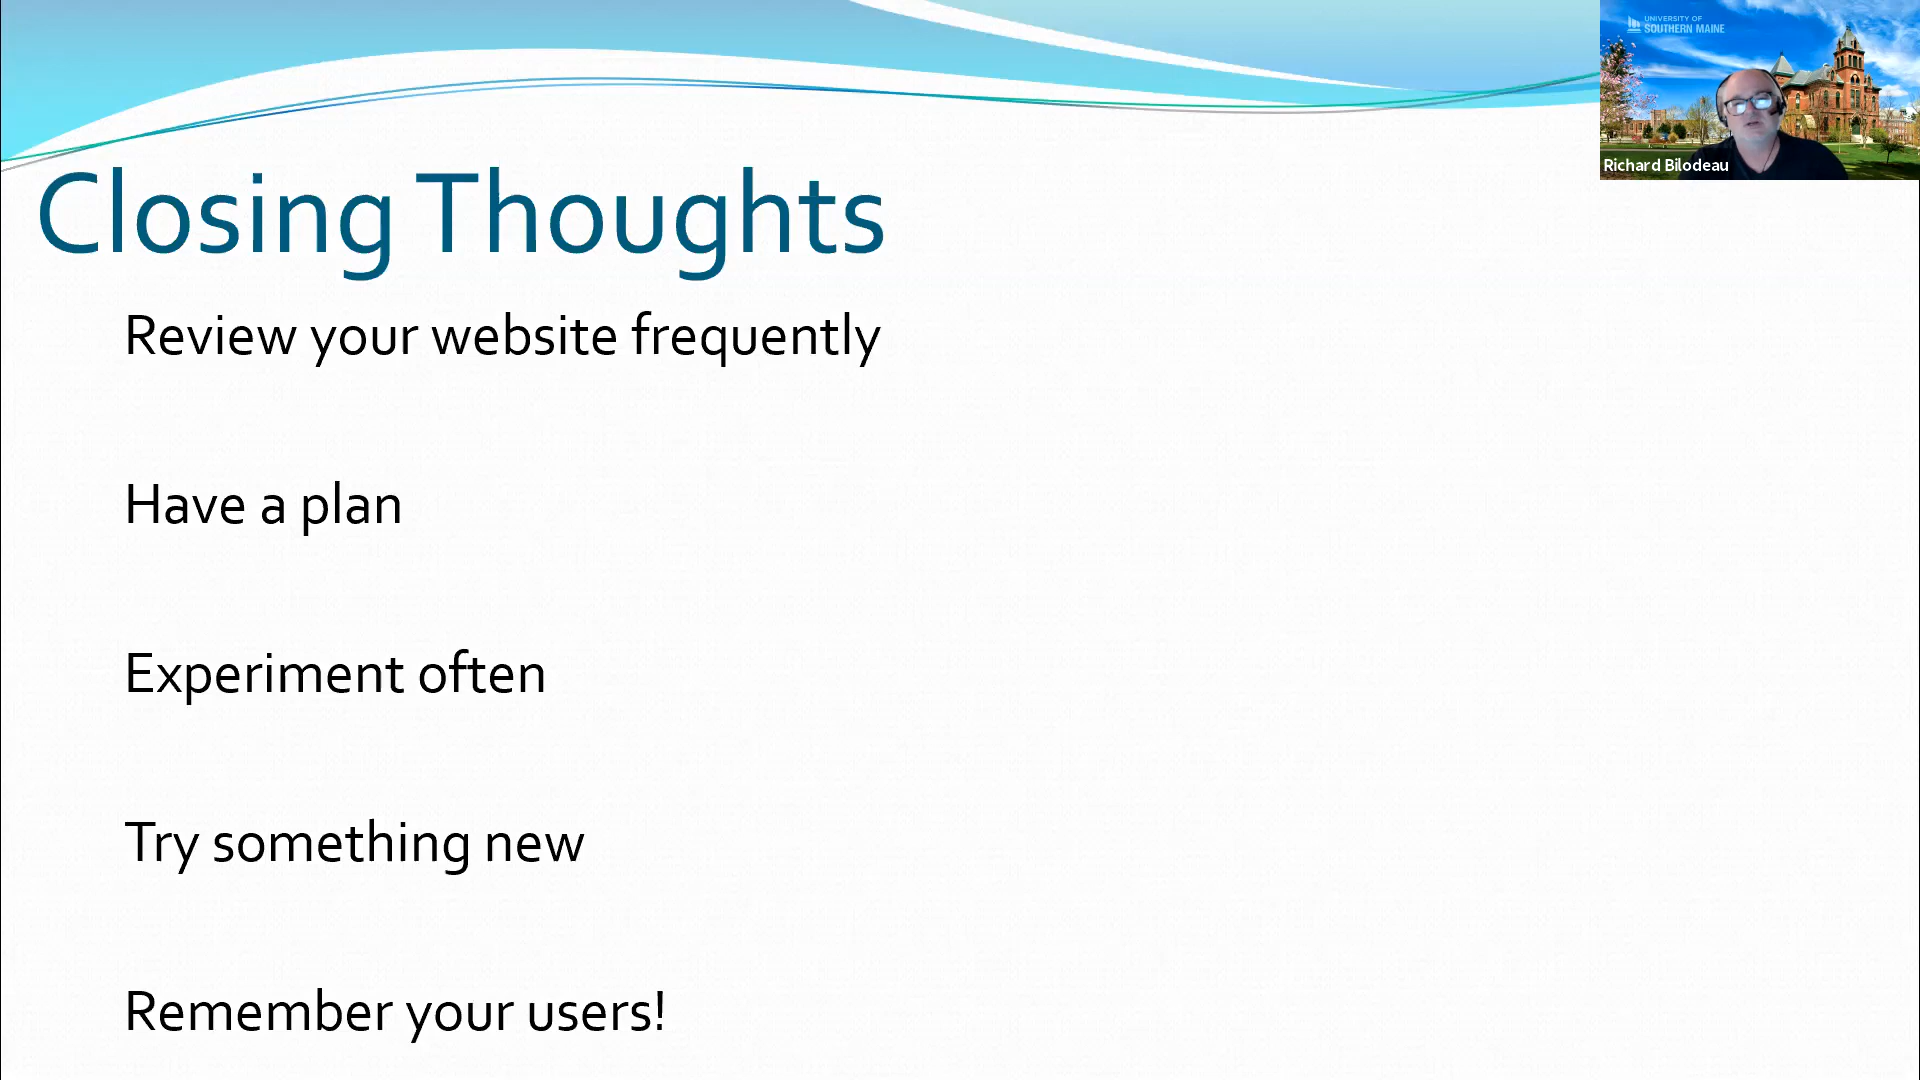 UNIVERSITY OF
SOUTHERN MAINE
Richard Bilodeau
Closing Thoughts
Review your website frequently
Have a plan
Experiment often
Try something new
Remember your users!